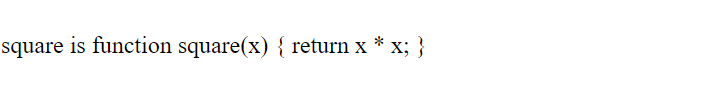 square is function square(x) { return x * x; }